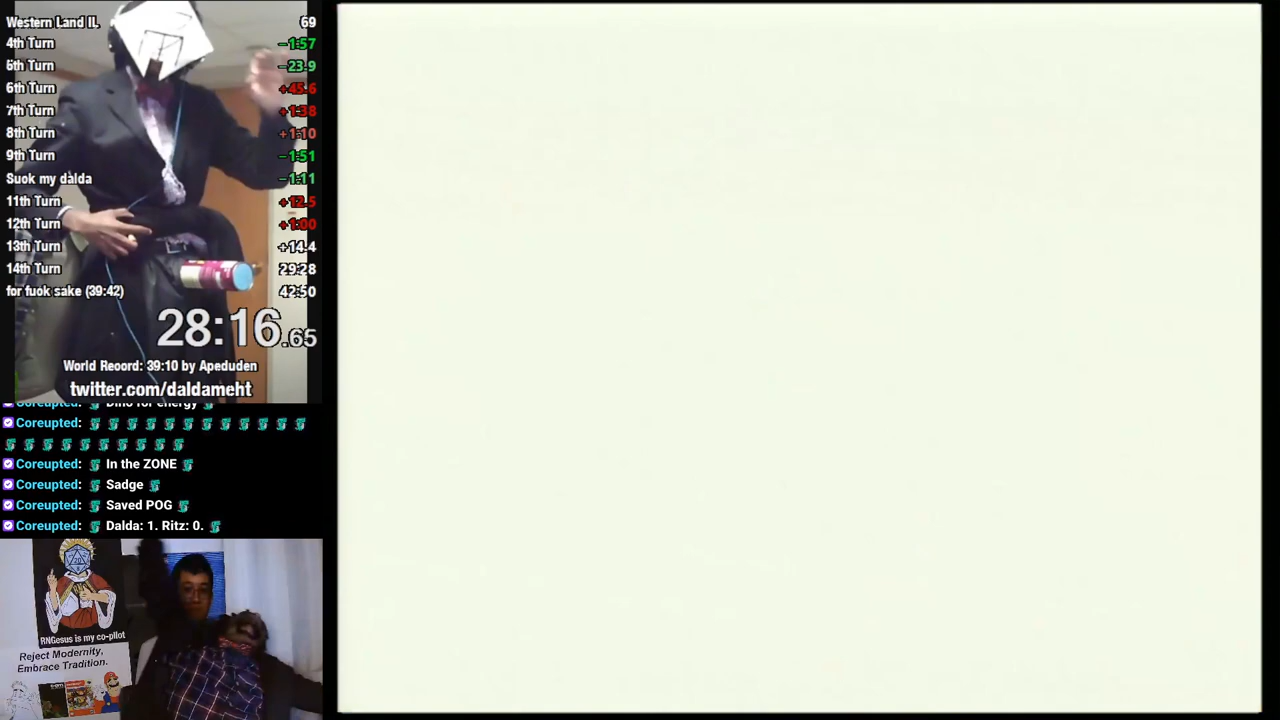 Western Land II. 69
4th Turn −1:57
5th Turn −23.9
6th Turn +45.6
7th Turn +1:38
8th Turn +1:10
9th Turn −1:51
Suck my dalda −1:11
11th Turn +12.5
12th Turn +1:00
13th Turn +14.4
14th Turn 29:28
for fuck sake (39:42) 42:50
28:16.65
World Record: 39:10 by Apeduden
twitter.com/daldameht
Coreupted: Dino for energy
Coreupted:
Coreupted: In the ZONE
Coreupted: Sadge
Coreupted: Saved POG
Coreupted: Dalda: 1. Ritz: 0.
RNGesus is my co-pilot
Reject Modernity,
Embrace Tradition.